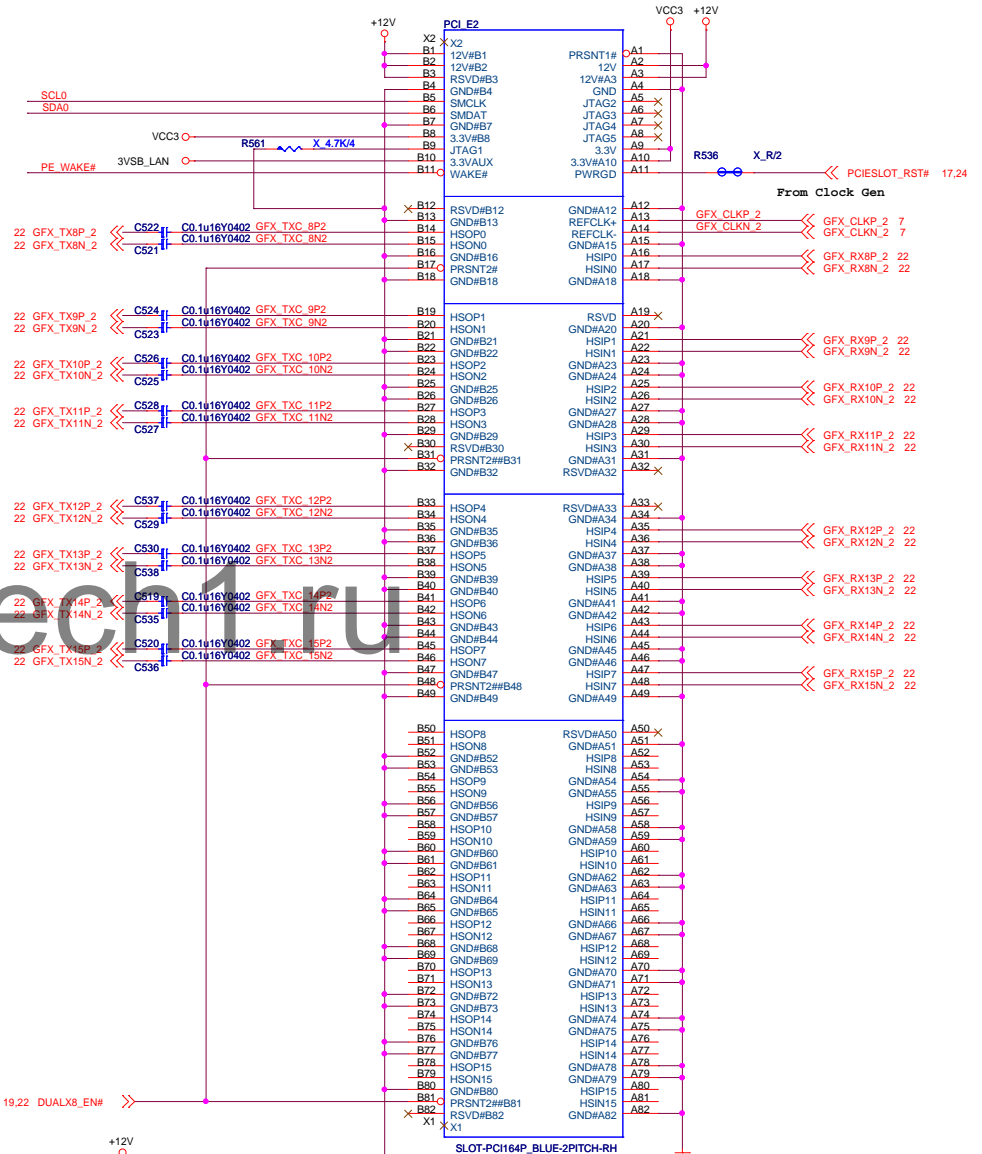 +12V
PCI_E2
VCC3 +12V
X2 X2
B1 12V#B1 PRSNT1# A1
B2 12V#B2 12V A2
B3 RSVD#B3 12V#A3 A3
B4 GND#B4 GND A4
SCL0 B5 SMCLK JTAG2 A5
SDA0 B6 SMDAT JTAG3 A6
B7 GND#B7 JTAG4 A7
VCC3 B8 3.3V#B8 JTAG5 A8
R561 X_4.7K/4 B9 JTAG1 3.3V A9
3VSB_LAN B10 3.3VAUX 3.3V#A10 A10
PE_WAKE# B11 WAKE# PWRGD A11 R536 X_R/2 PCIESLOT_RST# 17,24
From Clock Gen
B12 RSVD#B12 GND#A12 A12
B13 GND#B13 REFCLK+ A13 GFX_CLKP_2 GFX_CLKP_2 7
22 GFX_TX8P_2 C522 C0.1u16Y0402 GFX_TXC_8P2 B14 HSOP0 REFCLK- A14 GFX_CLKN_2 GFX_CLKN_2 7
22 GFX_TX8N_2 C521 C0.1u16Y0402 GFX_TXC_8N2 B15 HSON0 GND#A15 A15
B16 GND#B16 HSIP0 A16 GFX_RX8P_2 22
B17 PRSNT2# HSIN0 A17 GFX_RX8N_2 22
B18 GND#B18 GND#A18 A18
22 GFX_TX9P_2 C524 C0.1u16Y0402 GFX_TXC_9P2 B19 HSOP1 RSVD A19
22 GFX_TX9N_2 C523 C0.1u16Y0402 GFX_TXC_9N2 B20 HSON1 GND#A20 A20
B21 GND#B21 HSIP1 A21 GFX_RX9P_2 22
B22 GND#B22 HSIN1 A22 GFX_RX9N_2 22
22 GFX_TX10P_2 C526 C0.1u16Y0402 GFX_TXC_10P2 B23 HSOP2 GND#A23 A23
22 GFX_TX10N_2 C525 C0.1u16Y0402 GFX_TXC_10N2 B24 HSON2 GND#A24 A24
B25 GND#B25 HSIP2 A25 GFX_RX10P_2 22
B26 GND#B26 HSIN2 A26 GFX_RX10N_2 22
22 GFX_TX11P_2 C528 C0.1u16Y0402 GFX_TXC_11P2 B27 HSOP3 GND#A27 A27
22 GFX_TX11N_2 C527 C0.1u16Y0402 GFX_TXC_11N2 B28 HSON3 GND#A28 A28
B29 GND#B29 HSIP3 A29 GFX_RX11P_2 22
B30 RSVD#B30 HSIN3 A30 GFX_RX11N_2 22
B31 PRSNT2##B31 GND#A31 A31
B32 GND#B32 RSVD#A32 A32
22 GFX_TX12P_2 C537 C0.1u16Y0402 GFX_TXC_12P2 B33 HSOP4 RSVD#A33 A33
22 GFX_TX12N_2 C529 C0.1u16Y0402 GFX_TXC_12N2 B34 HSON4 GND#A34 A34
B35 GND#B35 HSIP4 A35 GFX_RX12P_2 22
B36 GND#B36 HSIN4 A36 GFX_RX12N_2 22
22 GFX_TX13P_2 C530 C0.1u16Y0402 GFX_TXC_13P2 B37 HSOP5 GND#A37 A37
22 GFX_TX13N_2 C538 C0.1u16Y0402 GFX_TXC_13N2 B38 HSON5 GND#A38 A38
B39 GND#B39 HSIP5 A39 GFX_RX13P_2 22
B40 GND#B40 HSIN5 A40 GFX_RX13N_2 22
22 GFX_TX14P_2 C519 C0.1u16Y0402 GFX_TXC_14P2 B41 HSOP6 GND#A41 A41
22 GFX_TX14N_2 C535 C0.1u16Y0402 GFX_TXC_14N2 B42 HSON6 GND#A42 A42
ech1.ru
B43 GND#B43 HSIP6 A43 GFX_RX14P_2 22
B44 GND#B44 HSIN6 A44 GFX_RX14N_2 22
22 GFX_TX15P_2 C520 C0.1u16Y0402 GFX_TXC_15P2 B45 HSOP7 GND#A45 A45
22 GFX_TX15N_2 C536 C0.1u16Y0402 GFX_TXC_15N2 B46 HSON7 GND#A46 A46
B47 GND#B47 HSIP7 A47 GFX_RX15P_2 22
B48 PRSNT2##B48 HSIN7 A48 GFX_RX15N_2 22
B49 GND#B49 GND#A49 A49
B50 HSOP8 RSVD#A50 A50
B51 HSON8 GND#A51 A51
B52 GND#B52 HSIP8 A52
B53 GND#B53 HSIN8 A53
B54 HSOP9 GND#A54 A54
B55 HSON9 GND#A55 A55
B56 GND#B56 HSIP9 A56
B57 GND#B57 HSIN9 A57
B58 HSOP10 GND#A58 A58
B59 HSON10 GND#A59 A59
B60 GND#B60 HSIP10 A60
B61 GND#B61 HSIN10 A61
B62 HSOP11 GND#A62 A62
B63 HSON11 GND#A63 A63
B64 GND#B64 HSIP11 A64
B65 GND#B65 HSIN11 A65
B66 HSOP12 GND#A66 A66
B67 HSON12 GND#A67 A67
B68 GND#B68 HSIP12 A68
B69 GND#B69 HSIN12 A69
B70 HSOP13 GND#A70 A70
B71 HSON13 GND#A71 A71
B72 GND#B72 HSIP13 A72
B73 GND#B73 HSIN13 A73
B74 HSOP14 GND#A74 A74
B75 HSON14 GND#A75 A75
B76 GND#B76 HSIP14 A76
B77 GND#B77 HSIN14 A77
B78 HSOP15 GND#A78 A78
B79 HSON15 GND#A79 A79
B80 GND#B80 HSIP15 A80
19,22 DUALX8_EN# B81 PRSNT2##B81 HSIN15 A81
B82 RSVD#B82 GND#A82 A82
X1 X1
+12V
SLOT-PCI164P_BLUE-2PITCH-RH